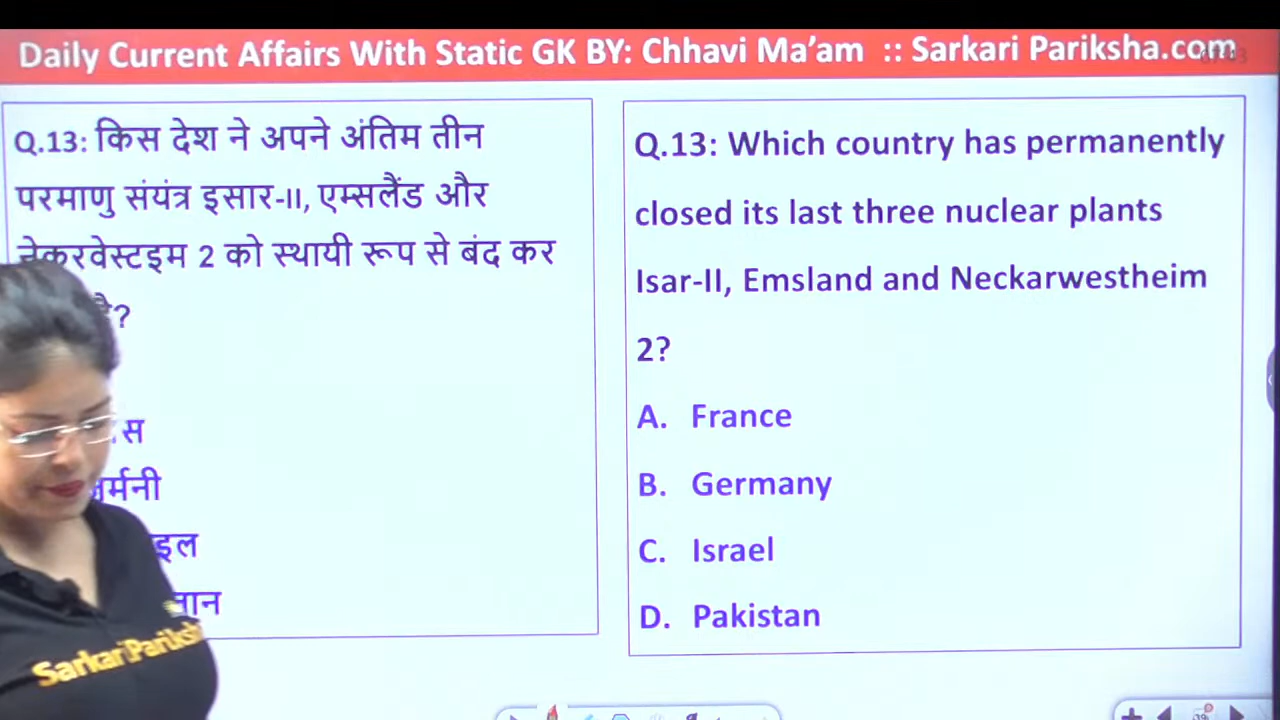 Daily Current Affairs With Static GK BY: Chhavi Ma’am :: Sarkari Pariksha.com
Q.13: किस देश ने अपने अंतिम तीन
परमाणु संयंत्र इसार-II, एम्सलैंड और
नेकरवेस्टइम 2 को स्थायी रूप से बंद कर
है?
Q.13: Which country has permanently
closed its last three nuclear plants
Isar-II, Emsland and Neckarwestheim
2?
A. France
B. Germany
C. Israel
D. Pakistan
Sarkari Pariksha